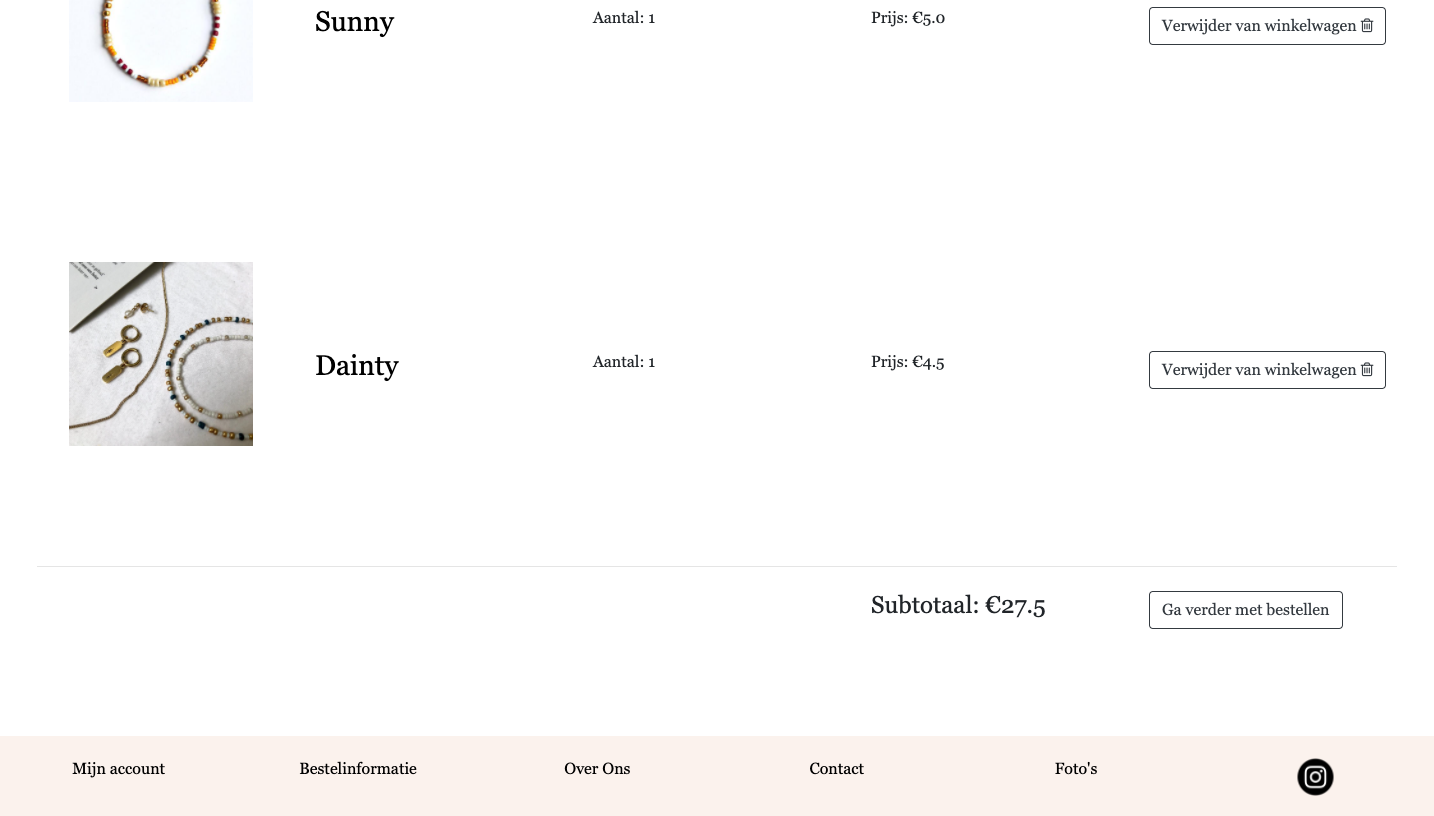 Sunny
Aantal: 1
Prijs: €5.0
Verwijder van winkelwagen
Dainty
Aantal: 1
Prijs: €4.5
Verwijder van winkelwagen
Subtotaal: €27.5
Ga verder met bestellen
Mijn account
Bestelinformatie
Over Ons
Contact
Foto's